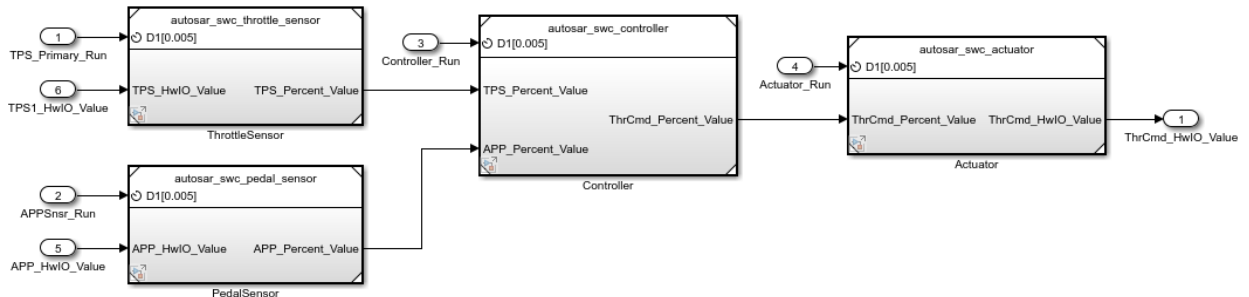 autosar_swc_throttle_sensor
1
D1[0.005]
TPS_Primary_Run
6
TPS_HwIO_Value
TPS_Percent_Value
TPS1_HwIO_Value
ThrottleSensor
autosar_swc_controller
3
D1[0.005]
Controller_Run
TPS_Percent_Value
ThrCmd_Percent_Value
APP_Percent_Value
Controller
autosar_swc_actuator
4
D1[0.005]
Actuator_Run
ThrCmd_Percent_Value
ThrCmd_HwIO_Value
1
ThrCmd_HwIO_Value
Actuator
autosar_swc_pedal_sensor
2
D1[0.005]
APPSnsr_Run
5
APP_HwIO_Value
APP_Percent_Value
APP_HwIO_Value
PedalSensor